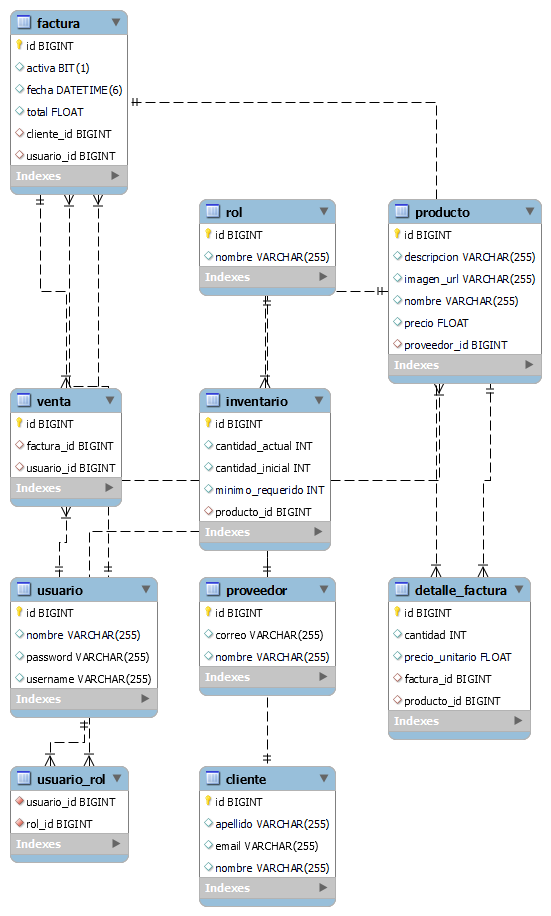 factura
id BIGINT
activa BIT(1)
fecha DATETIME(6)
total FLOAT
cliente_id BIGINT
usuario_id BIGINT
Indexes
rol
id BIGINT
nombre VARCHAR(255)
Indexes
producto
id BIGINT
descripcion VARCHAR(255)
imagen_url VARCHAR(255)
nombre VARCHAR(255)
precio FLOAT
proveedor_id BIGINT
Indexes
venta
id BIGINT
factura_id BIGINT
usuario_id BIGINT
Indexes
inventario
id BIGINT
cantidad_actual INT
cantidad_inicial INT
minimo_requerido INT
producto_id BIGINT
Indexes
usuario
id BIGINT
nombre VARCHAR(255)
password VARCHAR(255)
username VARCHAR(255)
Indexes
proveedor
id BIGINT
correo VARCHAR(255)
nombre VARCHAR(255)
Indexes
detalle_factura
id BIGINT
cantidad INT
precio_unitario FLOAT
factura_id BIGINT
producto_id BIGINT
Indexes
usuario_rol
usuario_id BIGINT
rol_id BIGINT
Indexes
cliente
id BIGINT
apellido VARCHAR(255)
email VARCHAR(255)
nombre VARCHAR(255)
Indexes